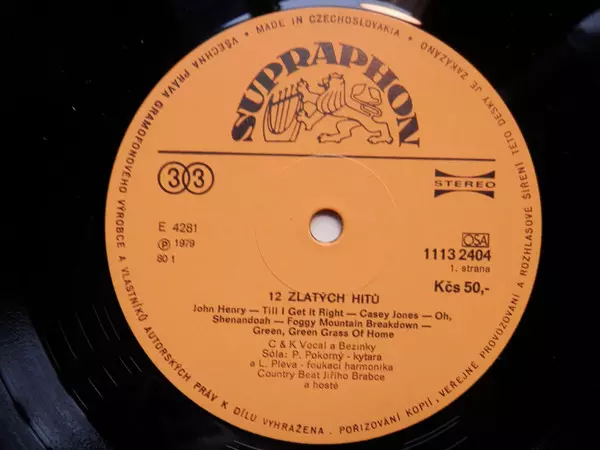 VŠECHNA PRÁVA GRAMOFONOVÉHO VÝROBCE A VLASTNÍKŮ AUTORSKÝCH PRÁV K DÍLU VYHRAŽENA. POŘIZOVÁNÍ KOPIÍ, VEŘEJNÉ PROVOZOVÁNÍ A ROZHLASOVÉ ŠÍŘENÍ TÉTO DESKY JE ZAKÁZÁNO
MADE IN CZECHOSLOVAKIA
SUPRAPHON
33
STEREO
E 4281
℗ 1979
80 1
OSA
1113 2404
1. strana
Kčs 50,-
12 ZLATÝCH HITŮ
John Henry — Till I Get It Right — Casey Jones — Oh,
Shenandoah — Foggy Mountain Breakdown —
Green, Green Grass Of Home
C & K Vocal a Bezinky
Sóla: P. Pokorný - kytara
a L. Pleva - foukací harmonika
Country Beat Jiřího Brabce
a hosté